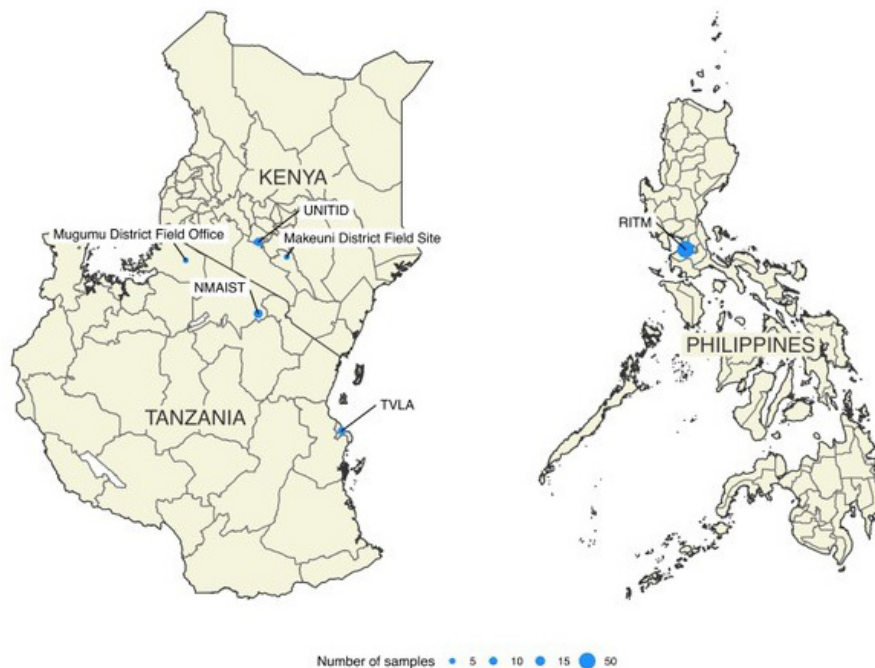 KENYA
UNITID
Mugumu District Field Office
Makeuni District Field Site
NMAIST
TANZANIA
TVLA
RITM
PHILIPPINES
Number of samples 5 10 15 50